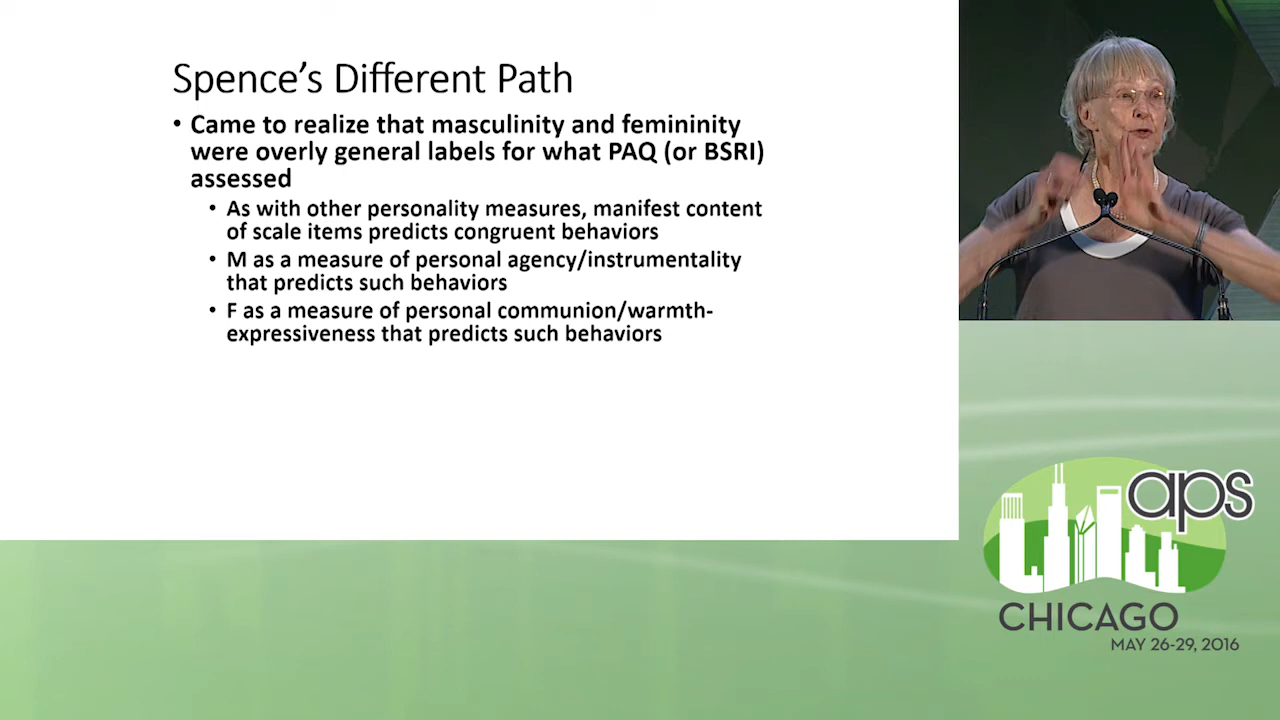 Spence's Different Path
• Came to realize that masculinity and femininity
were overly general labels for what PAQ (or BSRI)
assessed
• As with other personality measures, manifest content
of scale items predicts congruent behaviors
• M as a measure of personal agency/instrumentality
that predicts such behaviors
• F as a measure of personal communion/warmth-
expressiveness that predicts such behaviors
aps
CHICAGO
MAY 26-29, 2016